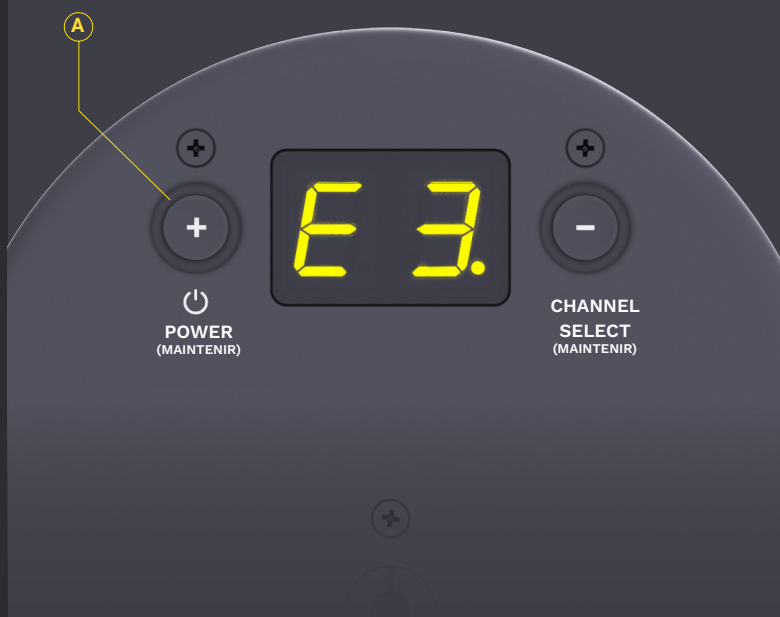 A
E 3.
+
-
POWER
(MAINTENIR)
CHANNEL
SELECT
(MAINTENIR)